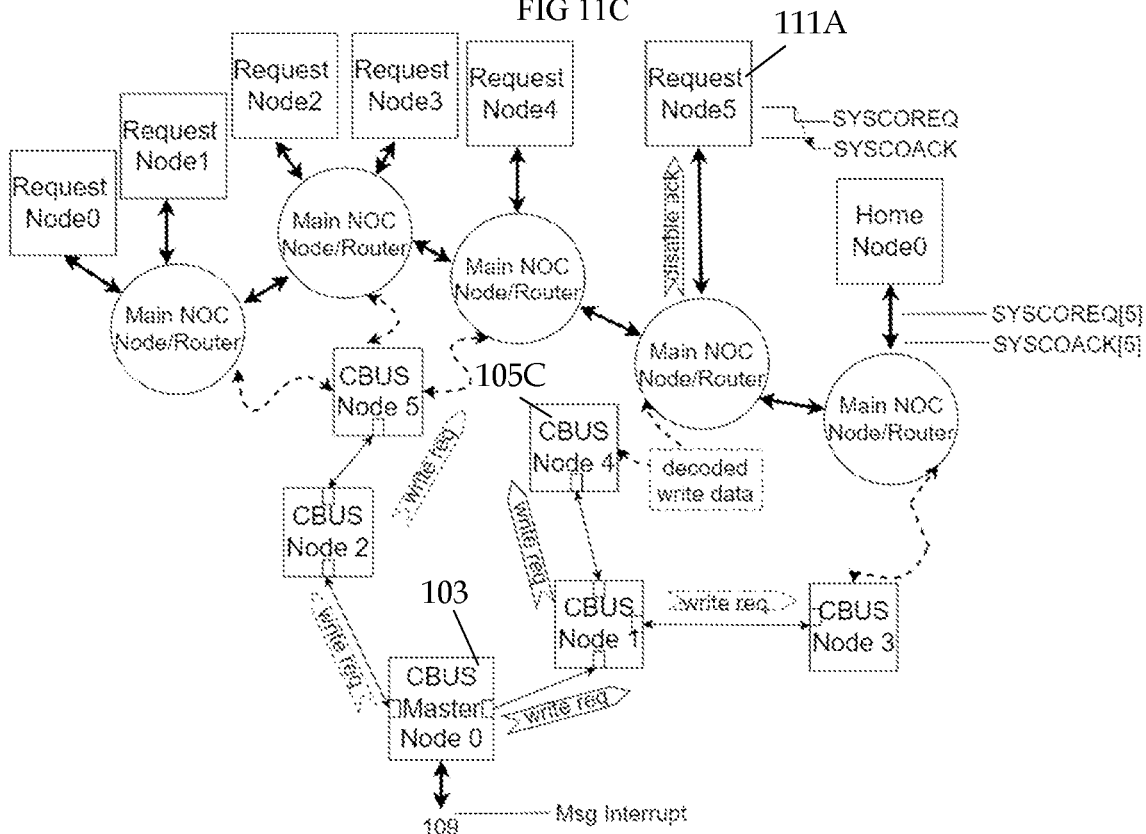 FIG 11C
111A
Request
Node2
Request
Node3
Request
Node4
Request
Node5
SYSCOREQ
SYSCOACK
Request
Node1
Request
Node0
Home
Node0
disable ack
Main NOC
Node/Router
Main NOC
Node/Router
Main NOC
Node/Router
Main NOC
Node/Router
Main NOC
Node/Router
SYSCOREQ[5]
SYSCOACK[5]
CBUS
Node 5
105C
CBUS
Node 4
decoded
write data
write req
CBUS
Node 2
write req
write req
CBUS
Node 1
write req
CBUS
Node 3
103
CBUS
Master
Node 0
write req
109
Msg Interrupt